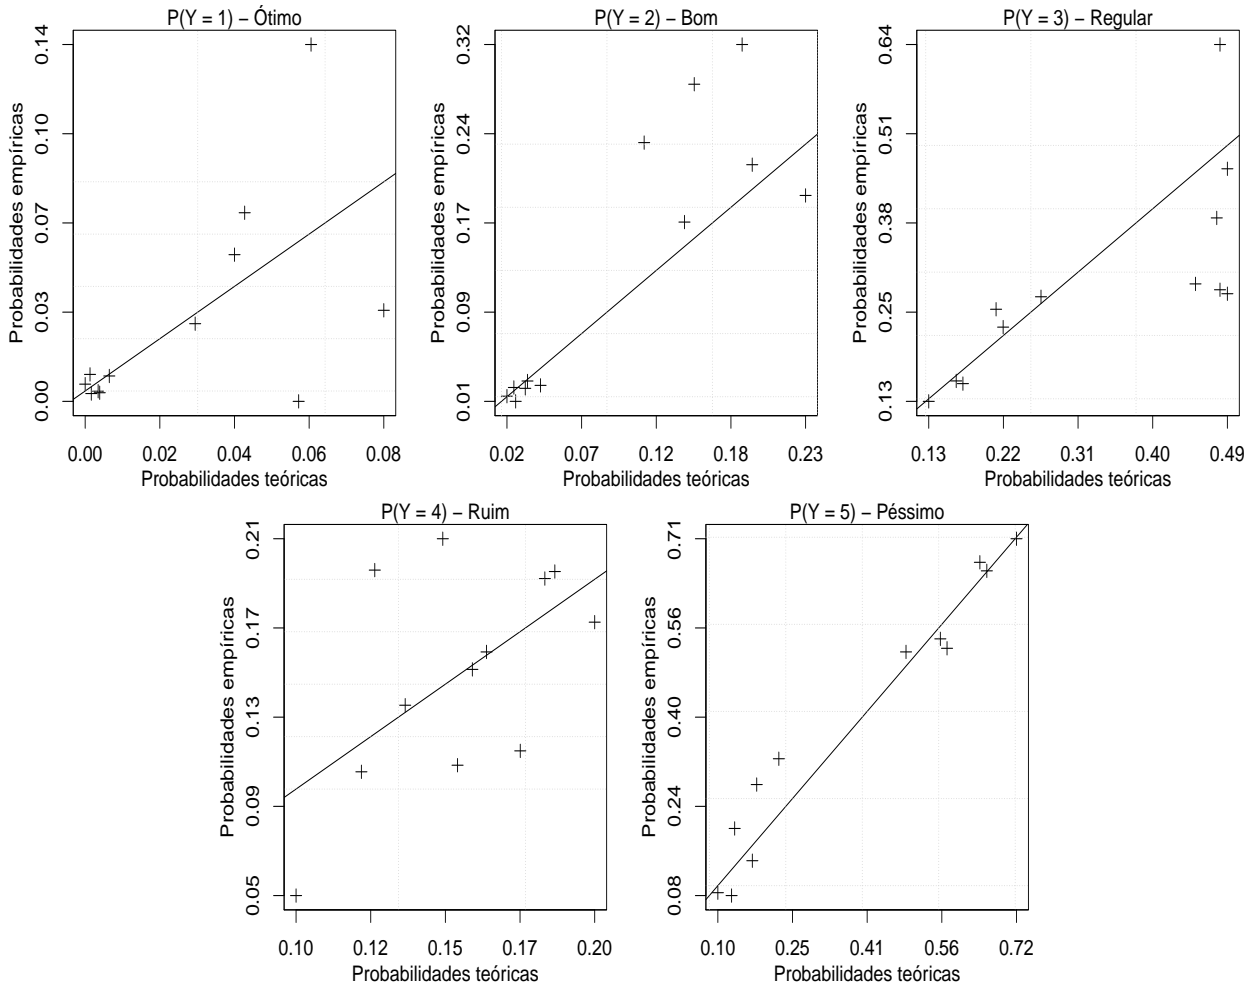 P(Y = 1) – Ótimo
Probabilidades empíricas
0.14
0.10
0.07
0.03
0.00
0.00 0.02 0.04 0.06 0.08
Probabilidades teóricas
P(Y = 2) – Bom
Probabilidades empíricas
0.32
0.24
0.17
0.09
0.01
0.02 0.07 0.12 0.18 0.23
Probabilidades teóricas
P(Y = 3) – Regular
Probabilidades empíricas
0.64
0.51
0.38
0.25
0.13
0.13 0.22 0.31 0.40 0.49
Probabilidades teóricas
P(Y = 4) – Ruim
Probabilidades empíricas
0.21
0.17
0.13
0.09
0.05
0.10 0.12 0.15 0.17 0.20
Probabilidades teóricas
P(Y = 5) – Péssimo
Probabilidades empíricas
0.71
0.56
0.40
0.24
0.08
0.10 0.25 0.41 0.56 0.72
Probabilidades teóricas